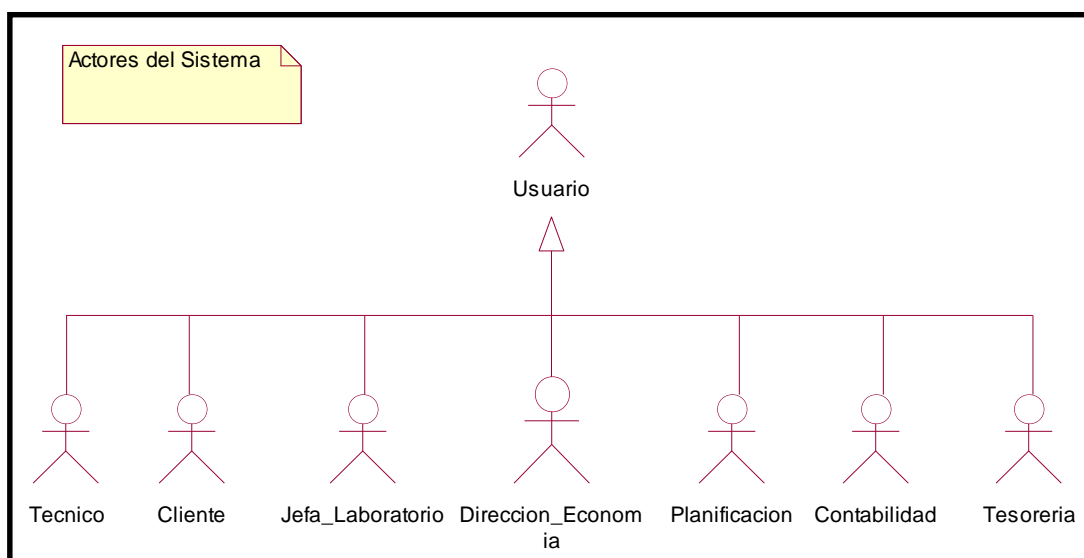 Actores del Sistema
Usuario
Tecnico Cliente Jefa_Laboratorio Direccion_Econom Planificacion Contabilidad Tesoreria
ia